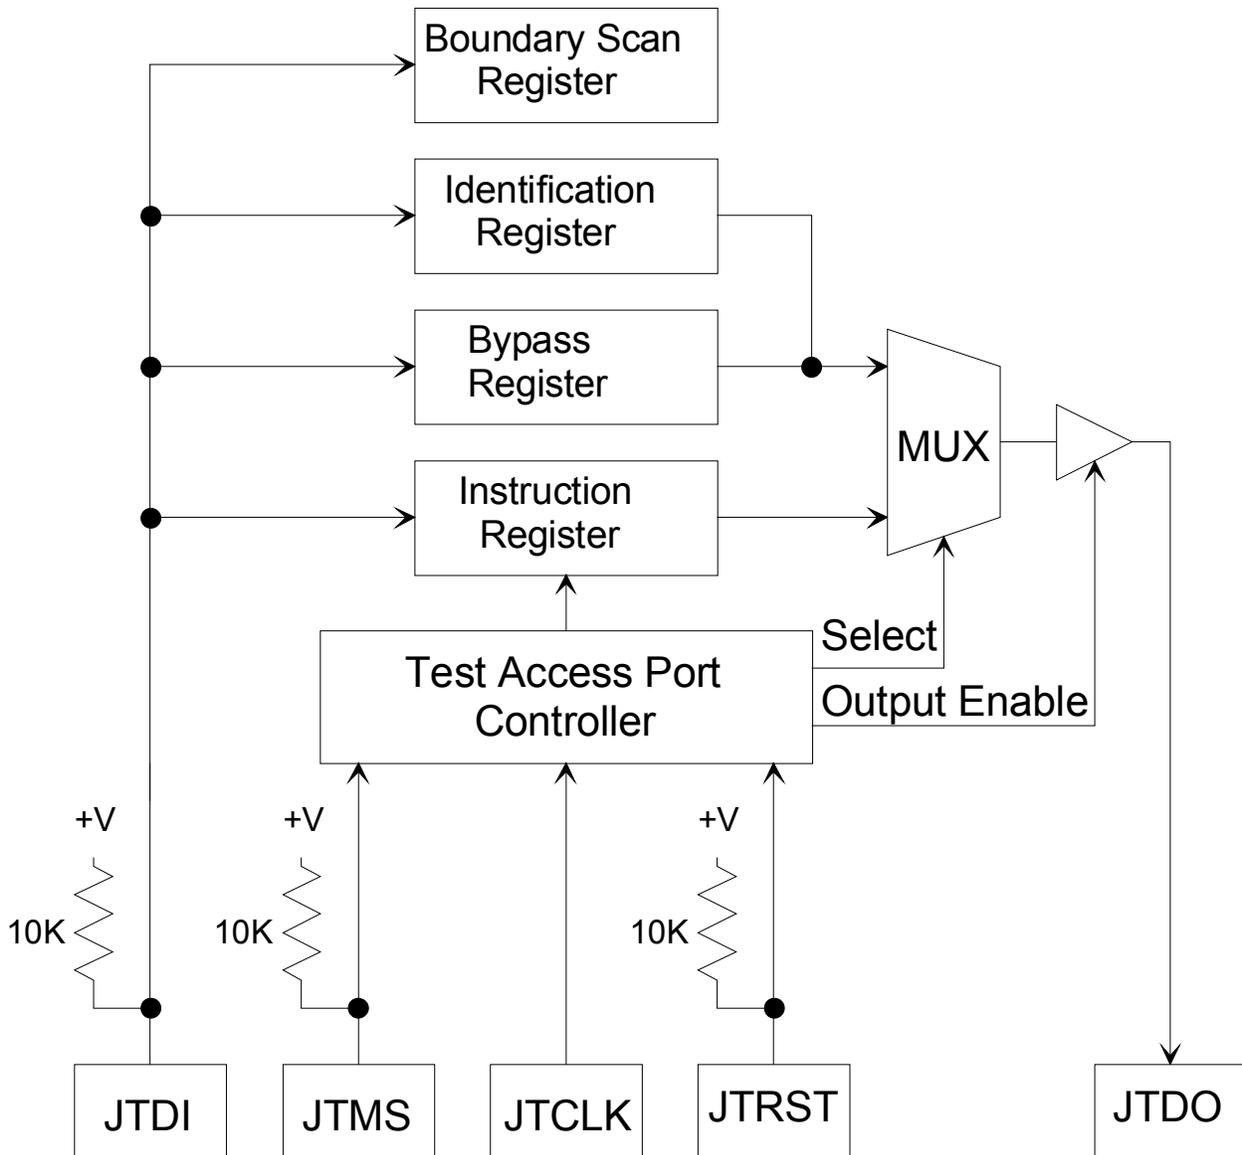 Boundary Scan
Register
Identification
Register
Bypass
Register
MUX
Instruction
Register
Select
Test Access Port
Controller
Output Enable
+V
+V
+V
10K
10K
10K
JTDI
JTMS
JTCLK
JTRST
JTDO